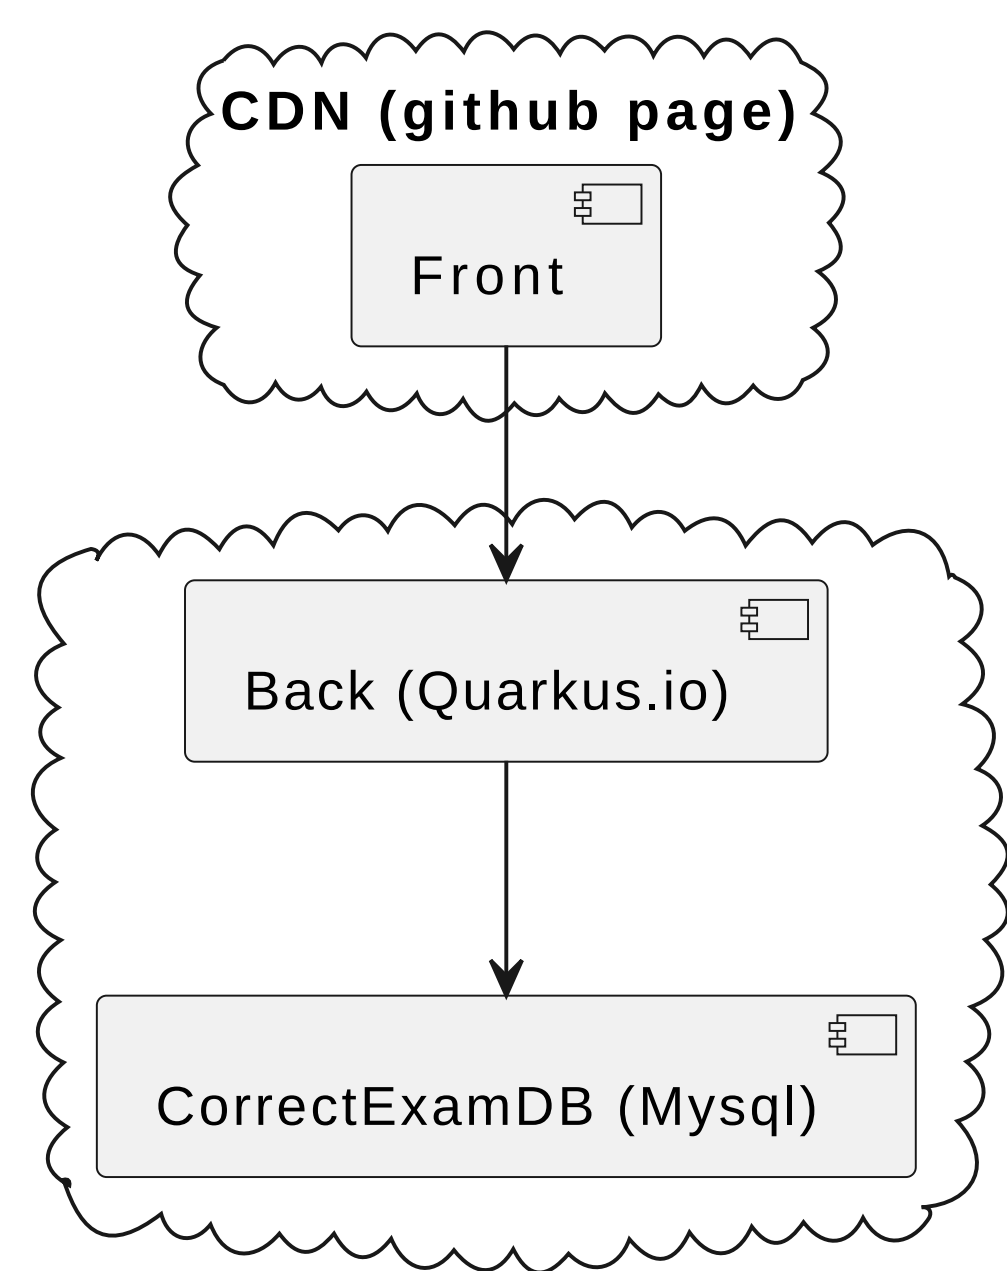 CDN (github page)
Front
Back (Quarkus.io)
CorrectExamDB (Mysql)